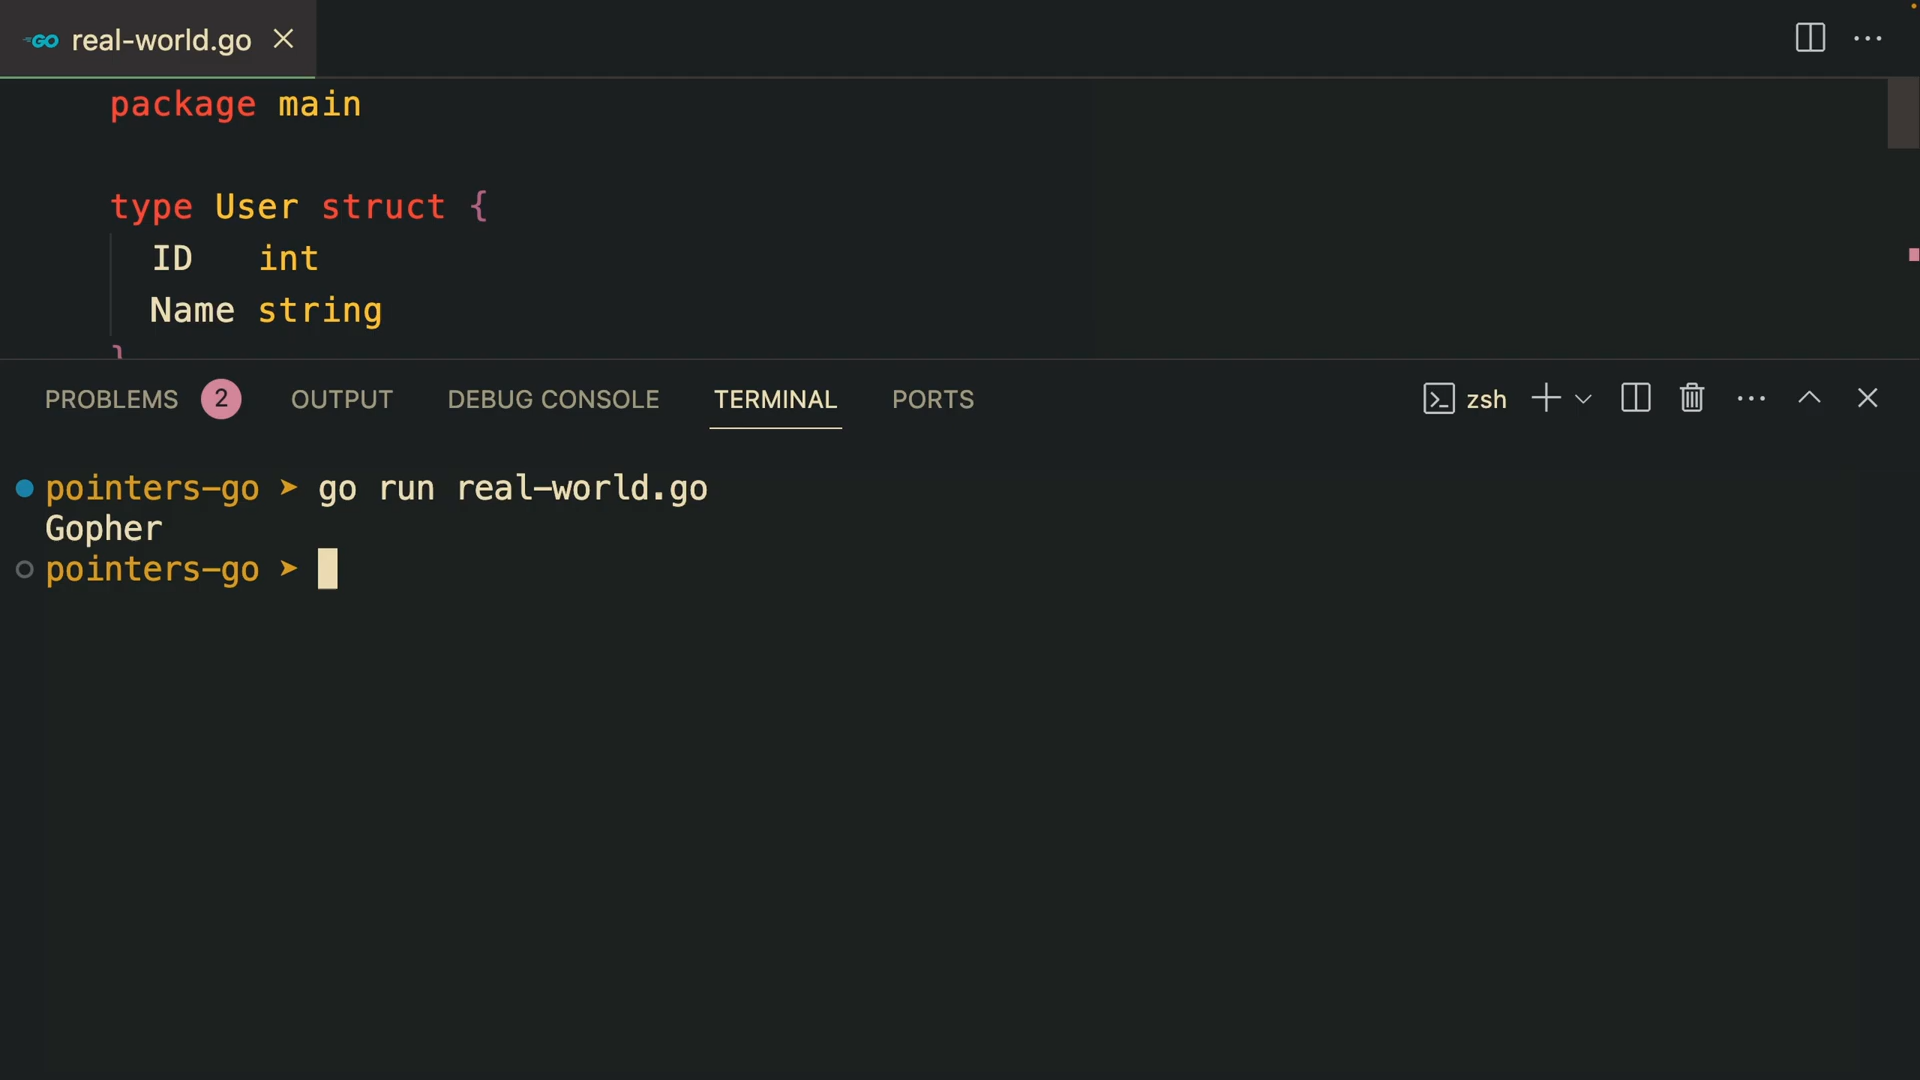 GO real-world.go
package main
type User struct {
ID int
Name string
}
PROBLEMS 2 OUTPUT DEBUG CONSOLE TERMINAL PORTS zsh
pointers-go ➤ go run real-world.go
Gopher
pointers-go ➤